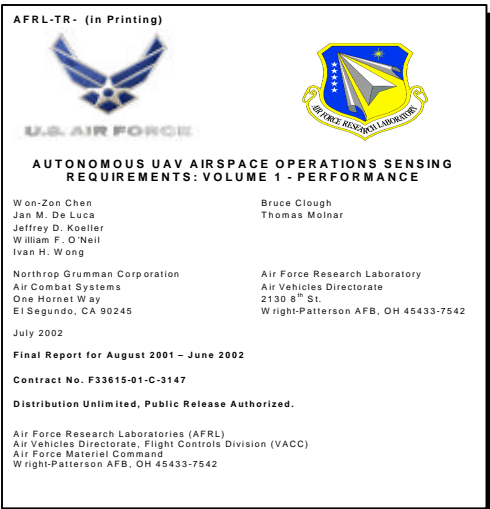 AFRL-TR- (in Printing)
U.S. AIR FORCE
AIR FORCE RESEARCH LABORATORY
AUTONOMOUS UAV AIRSPACE OPERATIONS SENSING
REQUIREMENTS: VOLUME 1 - PERFORMANCE
Won-Zon Chen
Jan M. De Luca
Jeffrey D. Koeller
William F. O'Neil
Ivan H. Wong
Bruce Clough
Thomas Molnar
Northrop Grumman Corporation
Air Combat Systems
One Hornet Way
El Segundo, CA 90245
Air Force Research Laboratory
Air Vehicles Directorate
2130 8th St.
Wright-Patterson AFB, OH 45433-7542
July 2002
Final Report for August 2001 – June 2002
Contract No. F33615-01-C-3147
Distribution Unlimited, Public Release Authorized.
Air Force Research Laboratories (AFRL)
Air Vehicles Directorate, Flight Controls Division (VACC)
Air Force Materiel Command
Wright-Patterson AFB, OH 45433-7542